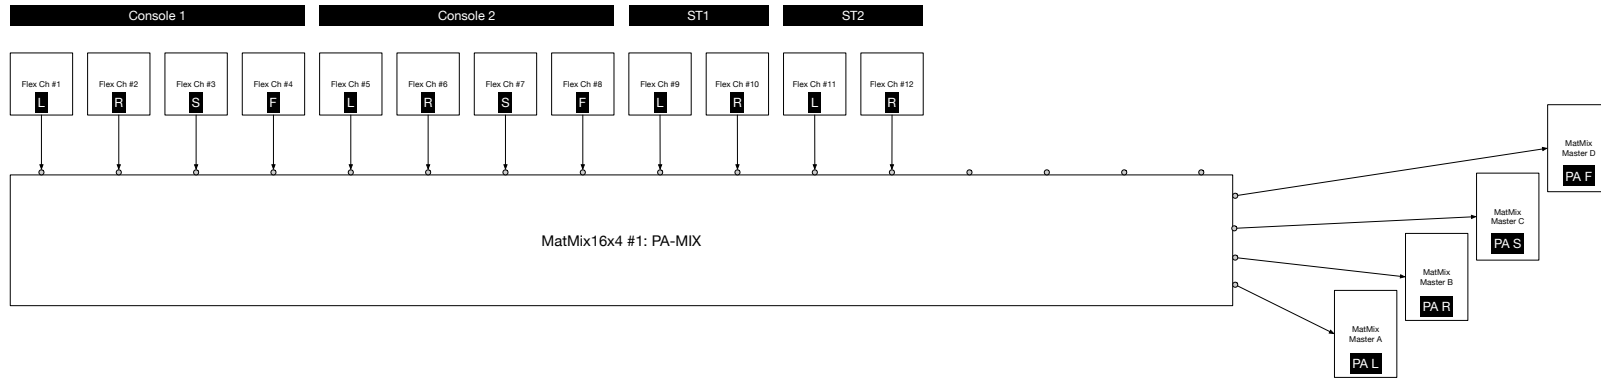 Console 1
Console 2
ST1
ST2
Flex Ch #1
L
Flex Ch #2
R
Flex Ch #3
S
Flex Ch #4
F
Flex Ch #5
L
Flex Ch #6
R
Flex Ch #7
S
Flex Ch #8
F
Flex Ch #9
L
Flex Ch #10
R
Flex Ch #11
L
Flex Ch #12
R
MatMix16x4 #1: PA-MIX
MatMix
Master D
PA F
MatMix
Master C
PA S
MatMix
Master B
PA R
MatMix
Master A
PA L